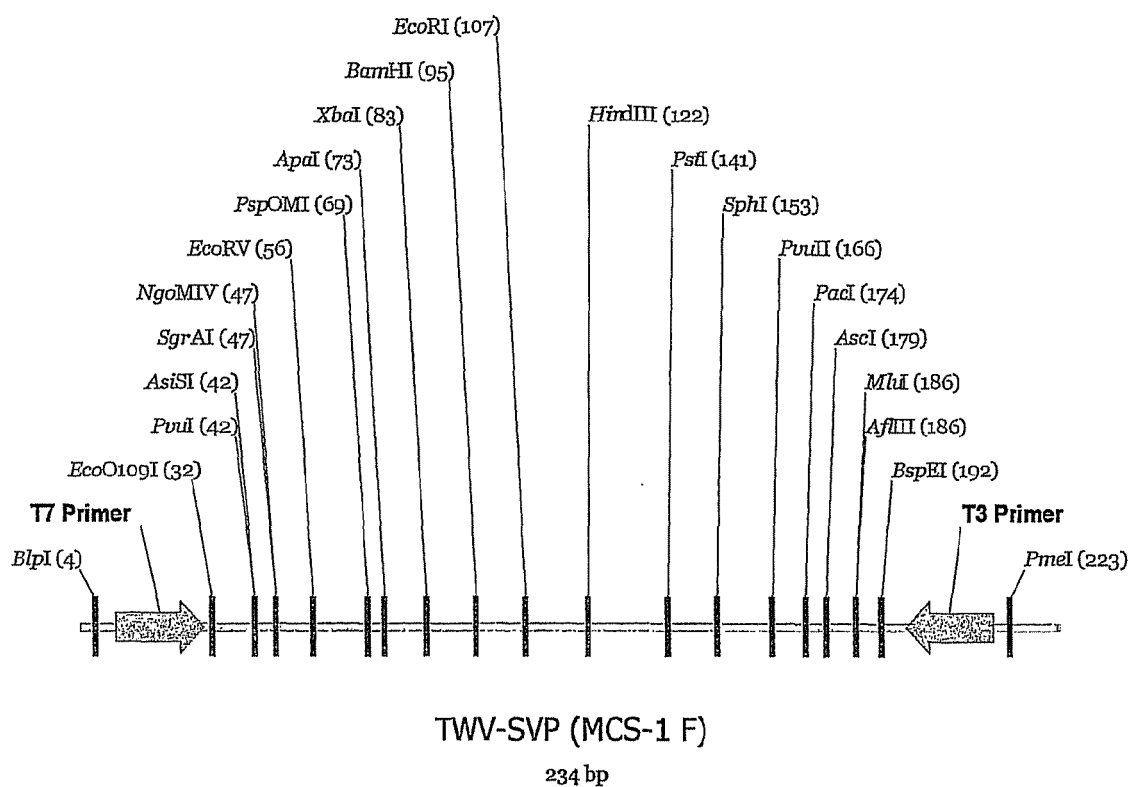 EcoRI (107)
BamHI (95)
XbaI (83)
HindIII (122)
ApaI (73)
PstI (141)
PspOMI (69)
SphI (153)
EcoRV (56)
PvuII (166)
NgoMIV (47)
PacI (174)
SgrAI (47)
AscI (179)
AsiSI (42)
MluI (186)
PvuI (42)
AflIII (186)
EcoO109I (32)
BspEI (192)
T7 Primer
T3 Primer
BlpI (4)
PmeI (223)
TWV-SVP (MCS-1 F)
234 bp